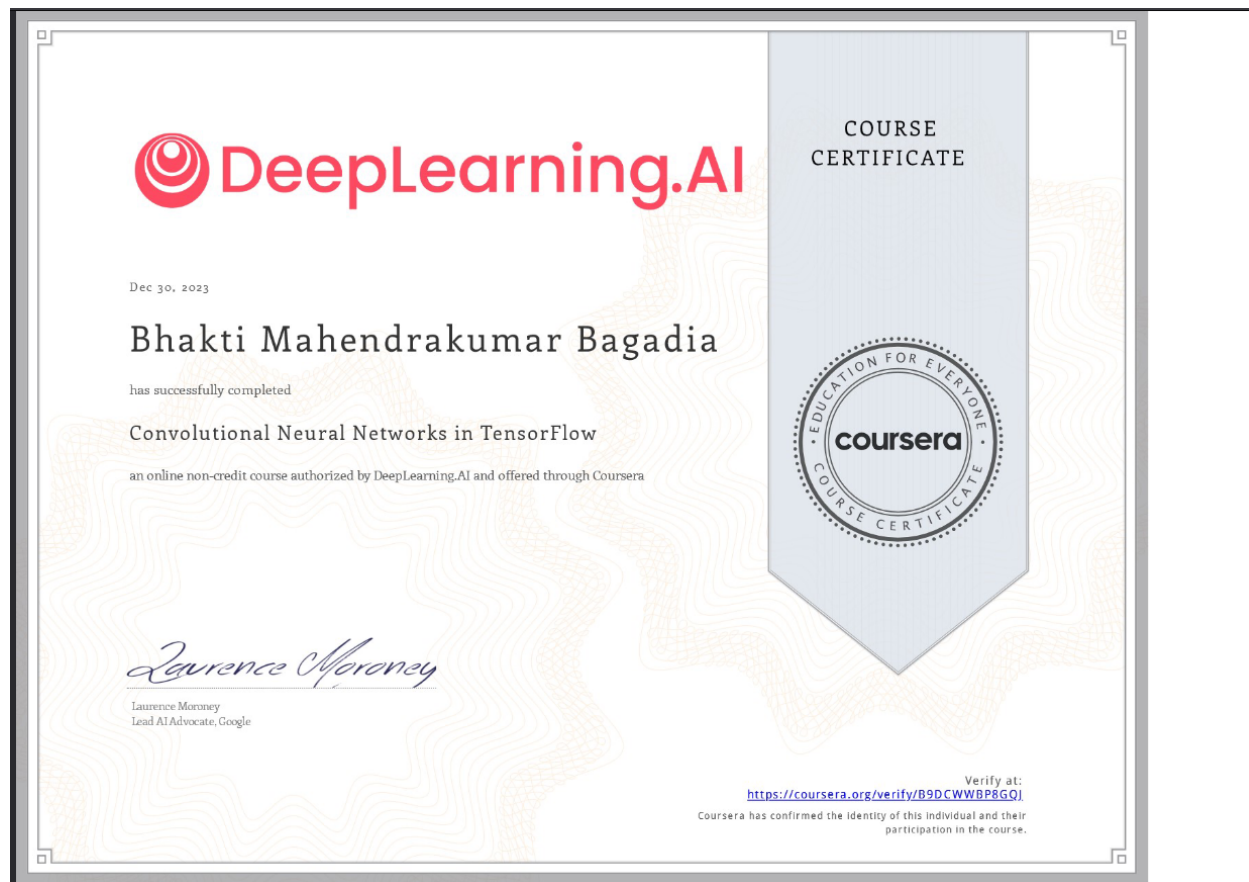 DeepLearning.AI
COURSE
CERTIFICATE
Dec 30, 2023
Bhakti Mahendrakumar Bagadia
has successfully completed
Convolutional Neural Networks in TensorFlow
an online non-credit course authorized by DeepLearning.AI and offered through Coursera
EDUCATION FOR EVERYONE
coursera
COURSE CERTIFICATE
Laurence Moroney
Laurence Moroney
Lead AI Advocate, Google
Verify at:
https://coursera.org/verify/B9DCWWBP8GQJ
Coursera has confirmed the identity of this individual and their
participation in the course.